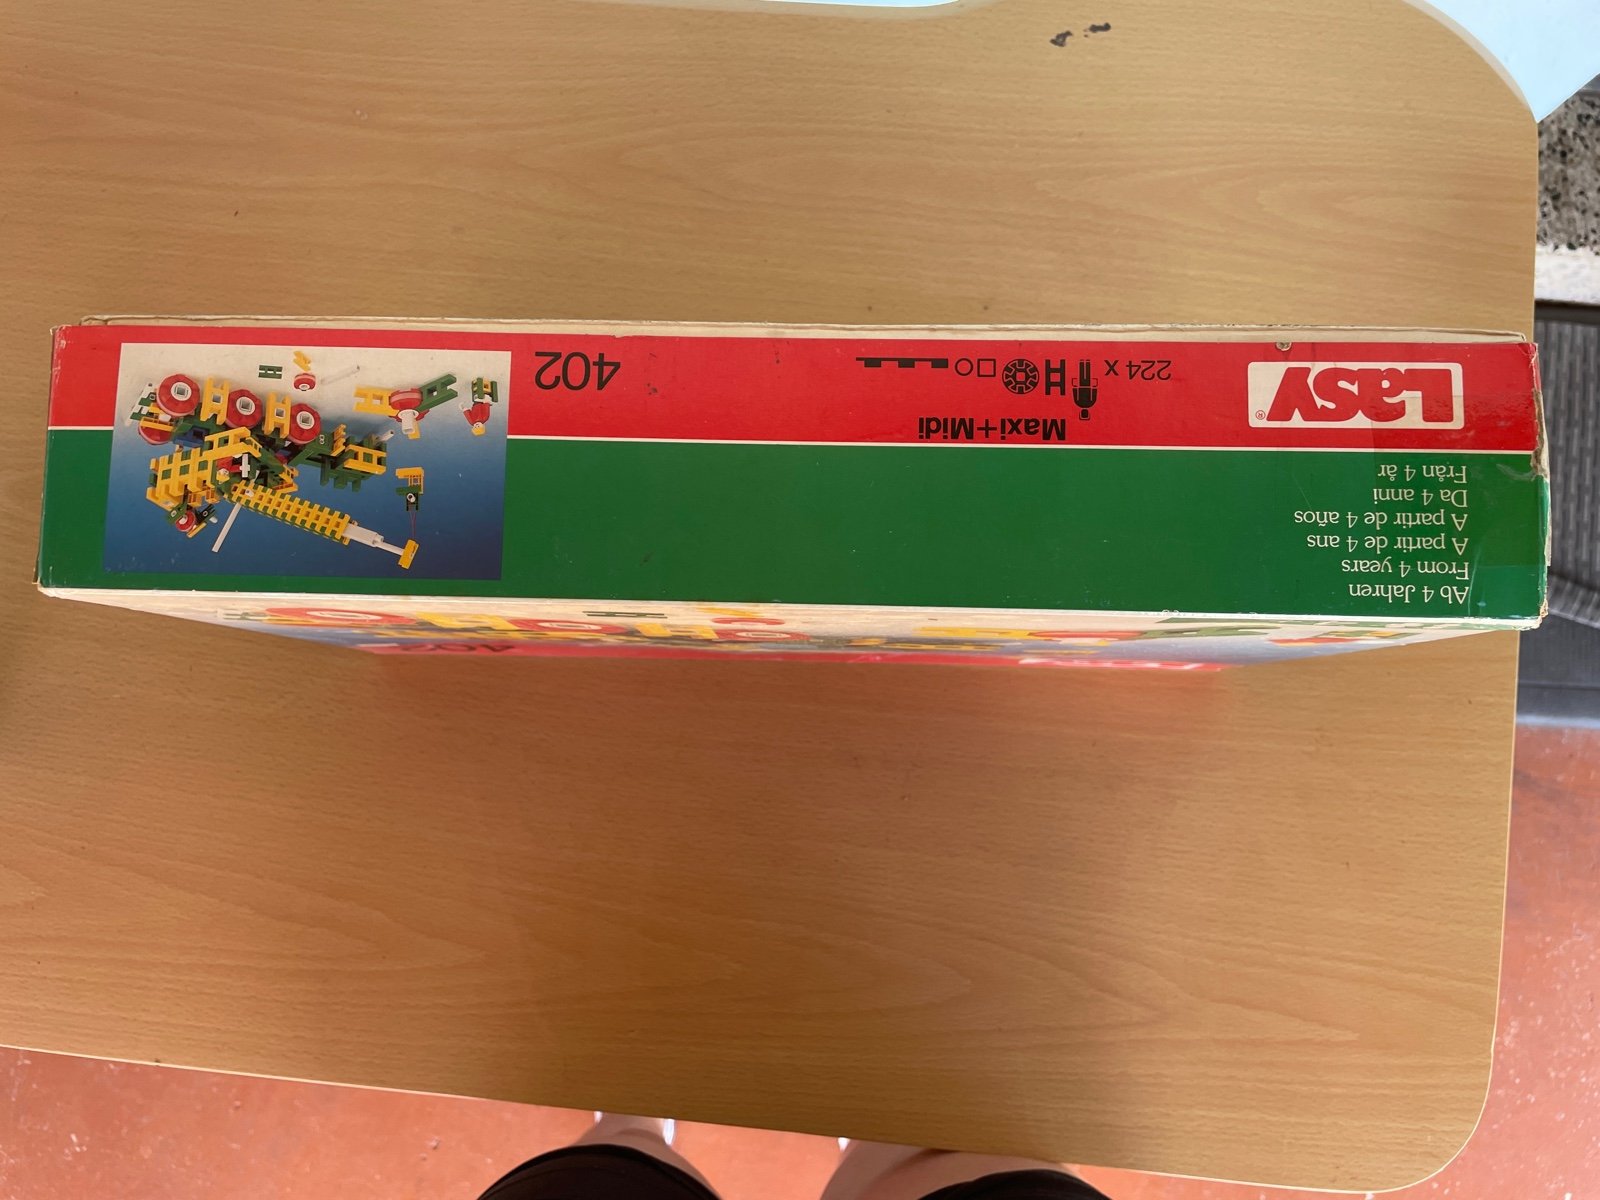 LaSY®
224 x
Maxi+Midi
402
Ab 4 Jahren
From 4 years
A partir de 4 ans
A partir de 4 años
Da 4 anni
Från 4 år
402